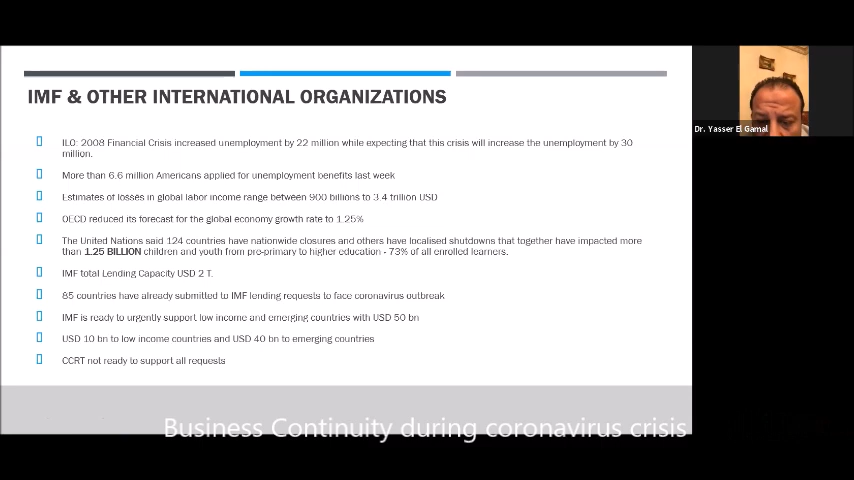 IMF & OTHER INTERNATIONAL ORGANIZATIONS
ILO: 2008 Financial Crisis increased unemployment by 22 million while expecting that this crisis will increase the unemployment by 30
million.
More than 6.6 million Americans applied for unemployment benefits last week
Estimates of losses in global labor income range between 900 billions to 3.4 trillion USD
OECD reduced its forecast for the global economy growth rate to 1.25%
The United Nations said 124 countries have nationwide closures and others have localised shutdowns that together have impacted more
than 1.25 BILLION children and youth from pre-primary to higher education - 73% of all enrolled learners.
IMF total Lending Capacity USD 2 T.
85 countries have already submitted to IMF lending requests to face coronavirus outbreak
IMF is ready to urgently support low income and emerging countries with USD 50 bn
USD 10 bn to low income countries and USD 40 bn to emerging countries
CCRT not ready to support all requests
Dr. Yasser El Gamal
Business Continuity during coronavirus crisis